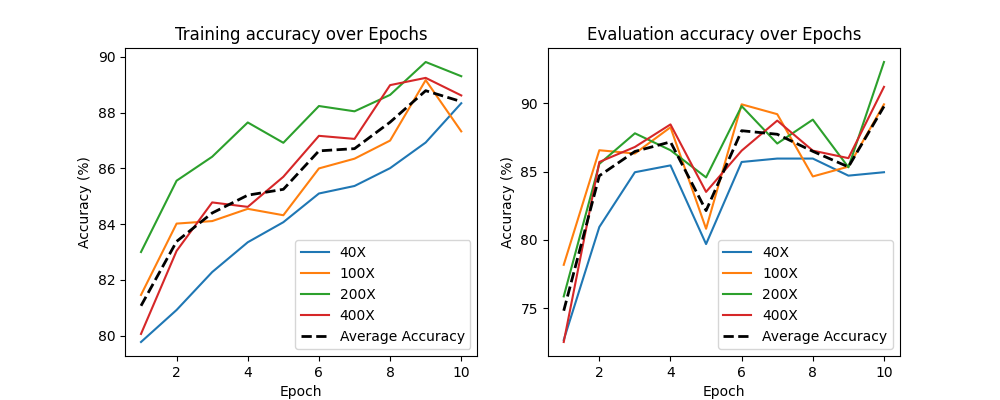 Training accuracy over Epochs
Accuracy (%)
90
88
86
84
82
80
2 4 6 8 10
Epoch
40X
100X
200X
400X
Average Accuracy
Evaluation accuracy over Epochs
Accuracy (%)
90
85
80
75
2 4 6 8 10
Epoch
40X
100X
200X
400X
Average Accuracy